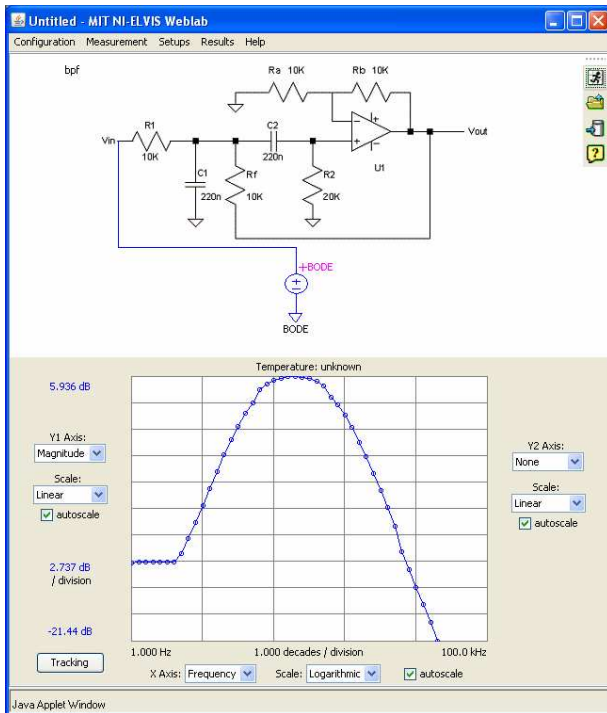 Untitled - MIT NI-ELVIS Weblab
Configuration Measurement Setups Results Help
bpf
Ra 10K Rb 10K
Vin R1 C2 Vout
10K 220n U1
C1 Rf R2
220n 10K 20K
+BODE
BODE
Temperature: unknown
5.936 dB
Y1 Axis:
Magnitude
Scale:
Linear
autoscale
2.737 dB
/ division
-21.44 dB
Tracking
Y2 Axis:
None
Scale:
Linear
autoscale
1.000 Hz 1.000 decades / division 100.0 kHz
X Axis: Frequency Scale: Logarithmic autoscale
Java Applet Window